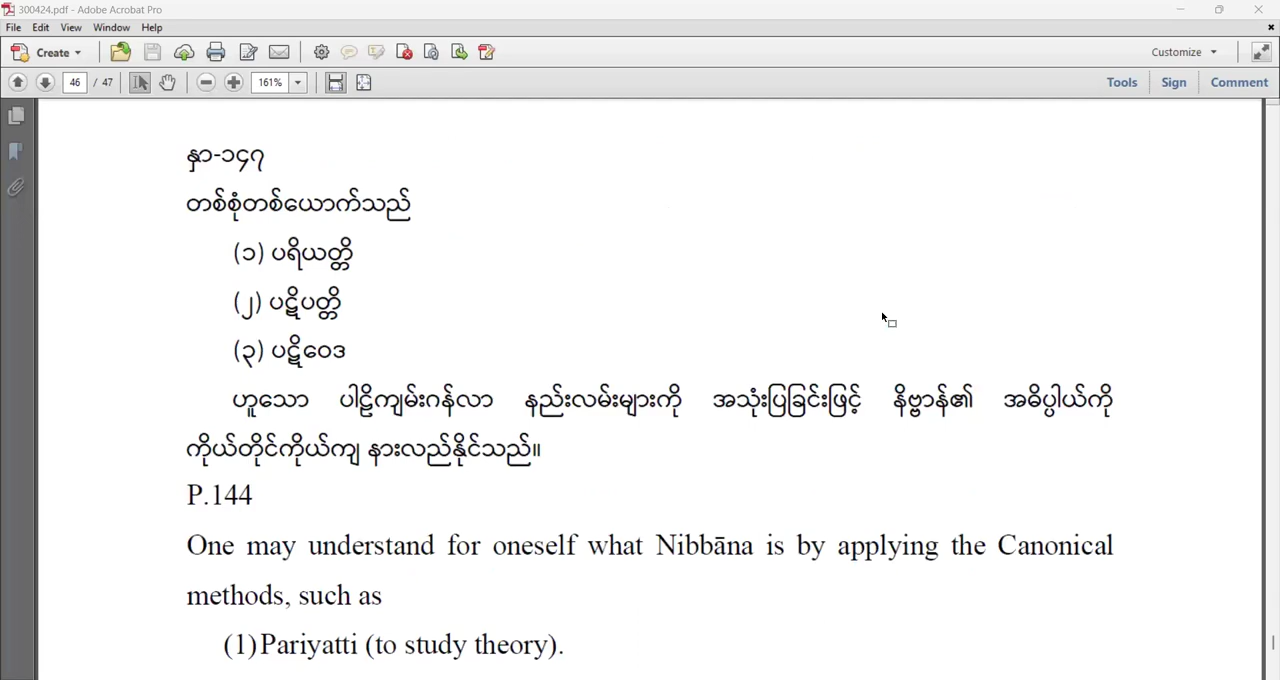 300424.pdf - Adobe Acrobat Pro
File Edit View Window Help
Create Customize
46 / 47 161% Tools Sign Comment
နှာ-၁၄၇
တစ်စုံတစ်ယောက်သည်
(၁) ပရိယတ္တိ
(၂) ပဋိပတ္တိ
(၃) ပဋိဝေဒ
ဟူသော ပါဠိကျမ်းဂန်လာ နည်းလမ်းများကို အသုံးပြုခြင်းဖြင့် နိဗ္ဗာန်၏ အဓိပ္ပါယ်ကို
ကိုယ်တိုင်ကိုယ်ကျ နားလည်နိုင်သည်။
P.144
One may understand for oneself what Nibbāna is by applying the Canonical
methods, such as
(1)Pariyatti (to study theory).